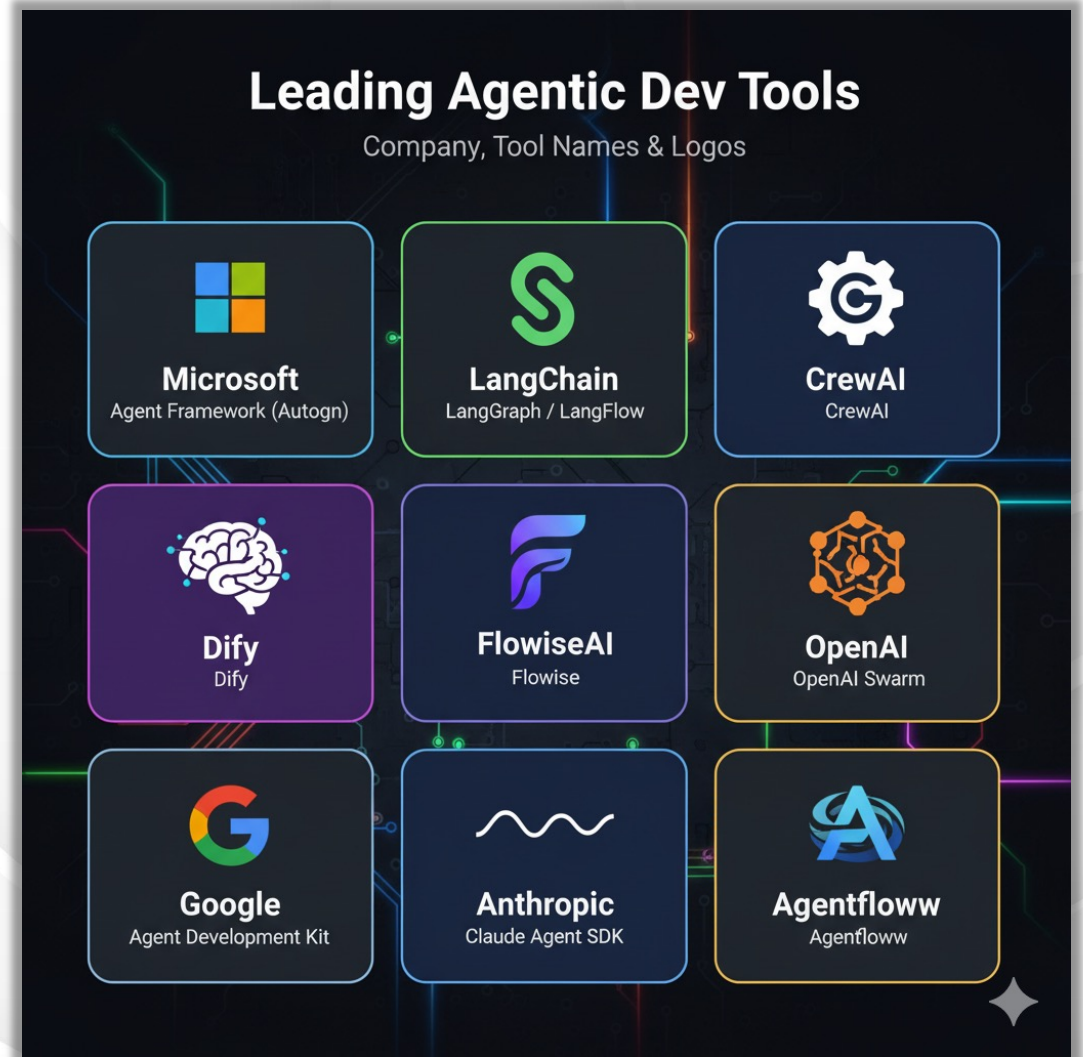 Leading Agentic Dev Tools
Company, Tool Names & Logos
Microsoft
Agent Framework (Autogn)
LangChain
LangGraph / LangFlow
CrewAI
CrewAI
Dify
Dify
FlowiseAI
Flowise
OpenAI
OpenAI Swarm
Google
Agent Development Kit
Anthropic
Claude Agent SDK
Agentfloww
Agentfloww